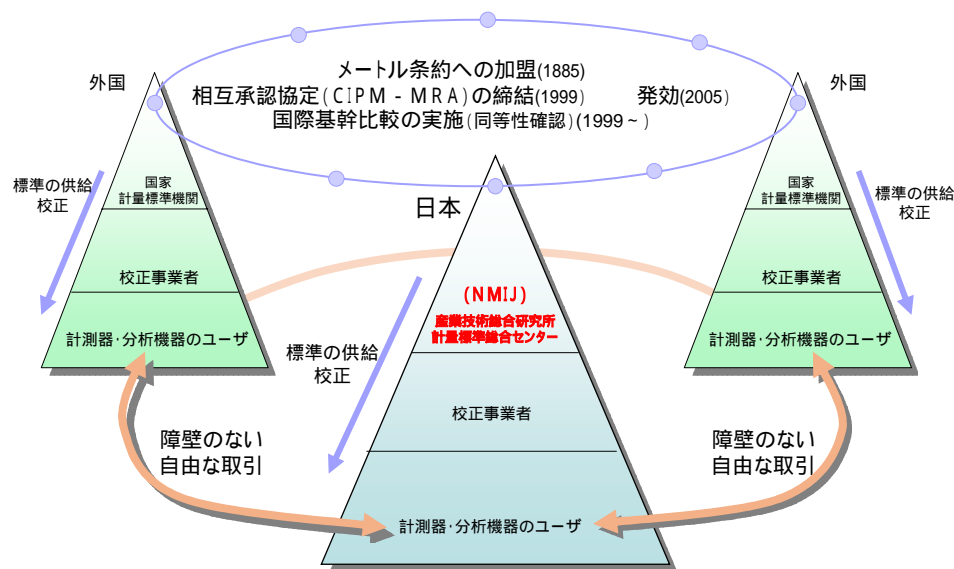 メートル条約への加盟(1885)
相互承認協定(CIPM-MRA)の締結(1999) 発効(2005)
国際基幹比較の実施(同等性確認)(1999~)
外国
標準の供給
校正
国家
計量標準機関
校正事業者
計測器・分析機器のユーザ
日本
標準の供給
校正
(NMIJ)
産業技術総合研究所
計量標準総合センター
校正事業者
計測器・分析機器のユーザ
外国
標準の供給
校正
国家
計量標準機関
校正事業者
計測器・分析機器のユーザ
障壁のない
自由な取引
障壁のない
自由な取引